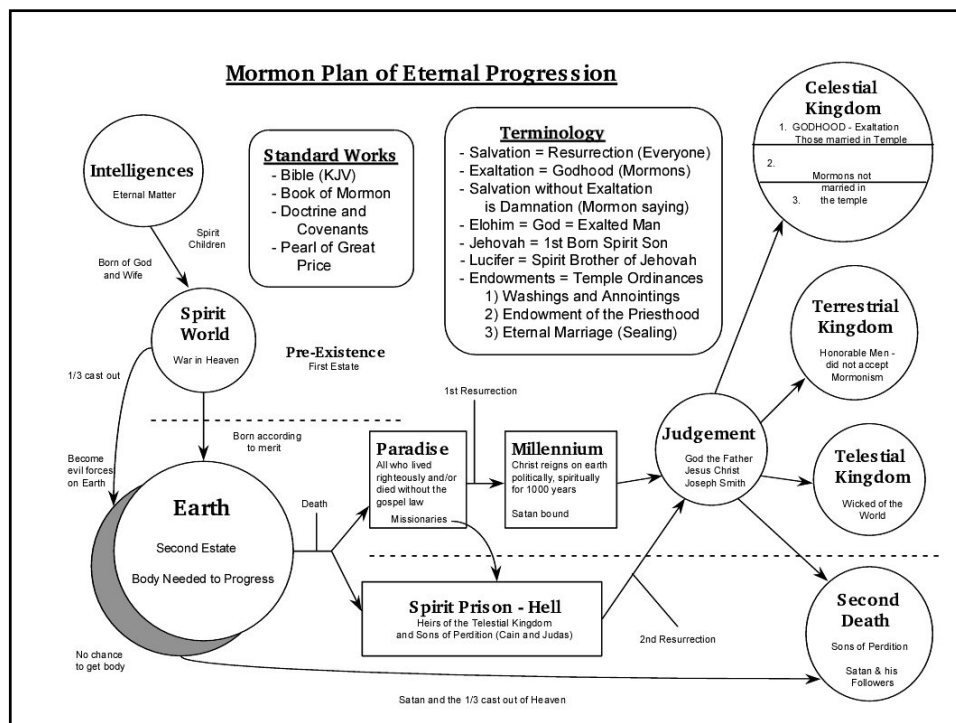 Mormon Plan of Eternal Progression
Intelligences
Eternal Matter
Spirit
Children
Born of God
and Wife
Standard Works
- Bible (KJV)
- Book of Mormon
- Doctrine and
Covenants
- Pearl of Great
Price
Terminology
- Salvation = Resurrection (Everyone)
- Exaltation = Godhood (Mormons)
- Salvation without Exaltation
is Damnation (Mormon saying)
- Elohim = God = Exalted Man
- Jehovah = 1st Born Spirit Son
- Lucifer = Spirit Brother of Jehovah
- Endowments = Temple Ordinances
1) Washings and Annointings
2) Endowment of the Priesthood
3) Eternal Marriage (Sealing)
Celestial
Kingdom
1. GODHOOD - Exaltation
Those married in Temple
2.
Mormons not
married in
3. the temple
Spirit
World
War in Heaven
Pre-Existence
First Estate
1/3 cast out
Terrestrial
Kingdom
Honorable Men -
did not accept
Mormonism
1st Resurrection
Born according
to merit
Become
evil forces
on Earth
Earth
Second Estate
Body Needed to Progress
Death
Paradise
All who lived
righteously and/or
died without the
gospel law
Missionaries
Millennium
Christ reigns on earth
politically, spiritually
for 1000 years
Satan bound
Judgement
God the Father
Jesus Christ
Joseph Smith
Telestial
Kingdom
Wicked of the
World
Spirit Prison - Hell
Heirs of the Telestial Kingdom
and Sons of Perdition (Cain and Judas)
2nd Resurrection
Second
Death
Sons of Perdition
Satan & his
Followers
No chance
to get body
Satan and the 1/3 cast out of Heaven